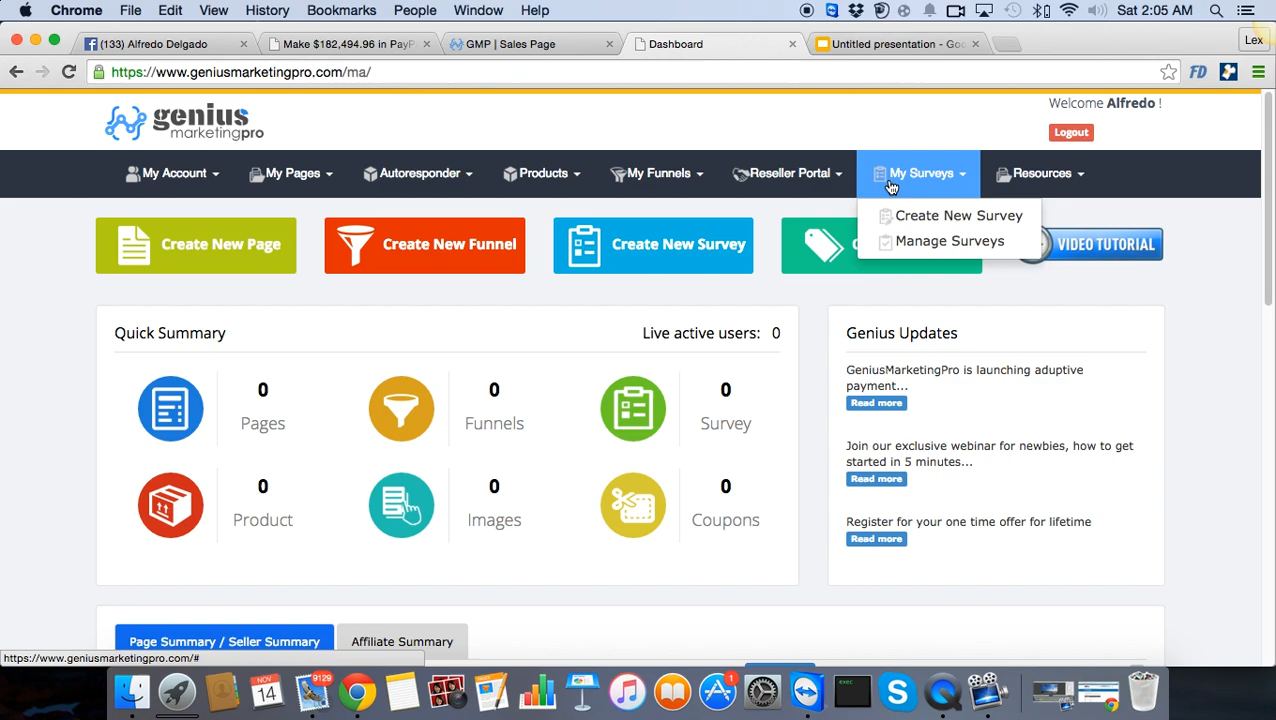 Chrome File Edit View History Bookmarks People Window Help Sat 2:05 AM
(133) Alfredo Delgado Make $182,494.96 in PayP GMP | Sales Page Dashboard Untitled presentation - Goo Lex
https://www.geniusmarketingpro.com/ma/ FD
genius
marketingpro
Welcome Alfredo !
Logout
My Account My Pages Autoresponder Products My Funnels Reseller Portal My Surveys Resources
Create New Survey
Manage Surveys
Create New Page Create New Funnel Create New Survey C VIDEO TUTORIAL
Quick Summary Live active users: 0
0 Pages
0 Funnels
0 Survey
0 Product
0 Images
0 Coupons
Genius Updates
GeniusMarketingPro is launching aduptive
payment...
Read more
Join our exclusive webinar for newbies, how to get
started in 5 minutes...
Read more
Register for your one time offer for lifetime
Read more
Page Summary / Seller Summary Affiliate Summary
https://www.geniusmarketingpro.com/#
NOV
14
9129
1
exec